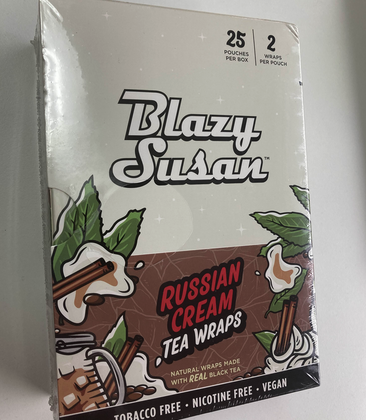 25 2
POUCHES WRAPS
PER BOX PER POUCH
Blazy
Susan™
RUSSIAN
CREAM
TEA WRAPS
NATURAL WRAPS MADE
WITH REAL BLACK TEA
TOBACCO FREE • NICOTINE FREE • VEGAN